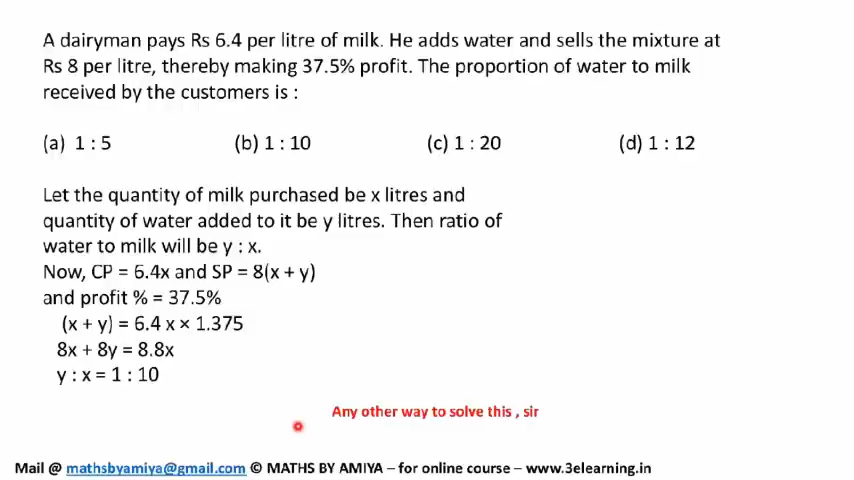 A dairyman pays Rs 6.4 per litre of milk. He adds water and sells the mixture at
Rs 8 per litre, thereby making 37.5% profit. The proportion of water to milk
received by the customers is :
(a) 1 : 5 (b) 1 : 10 (c) 1 : 20 (d) 1 : 12
Let the quantity of milk purchased be x litres and
quantity of water added to it be y litres. Then ratio of
water to milk will be y : x.
Now, CP = 6.4x and SP = 8(x + y)
and profit % = 37.5%
(x + y) = 6.4 x × 1.375
8x + 8y = 8.8x
y : x = 1 : 10
Any other way to solve this , sir
Mail @ mathsbyamiya@gmail.com © MATHS BY AMIYA – for online course – www.3elearning.in